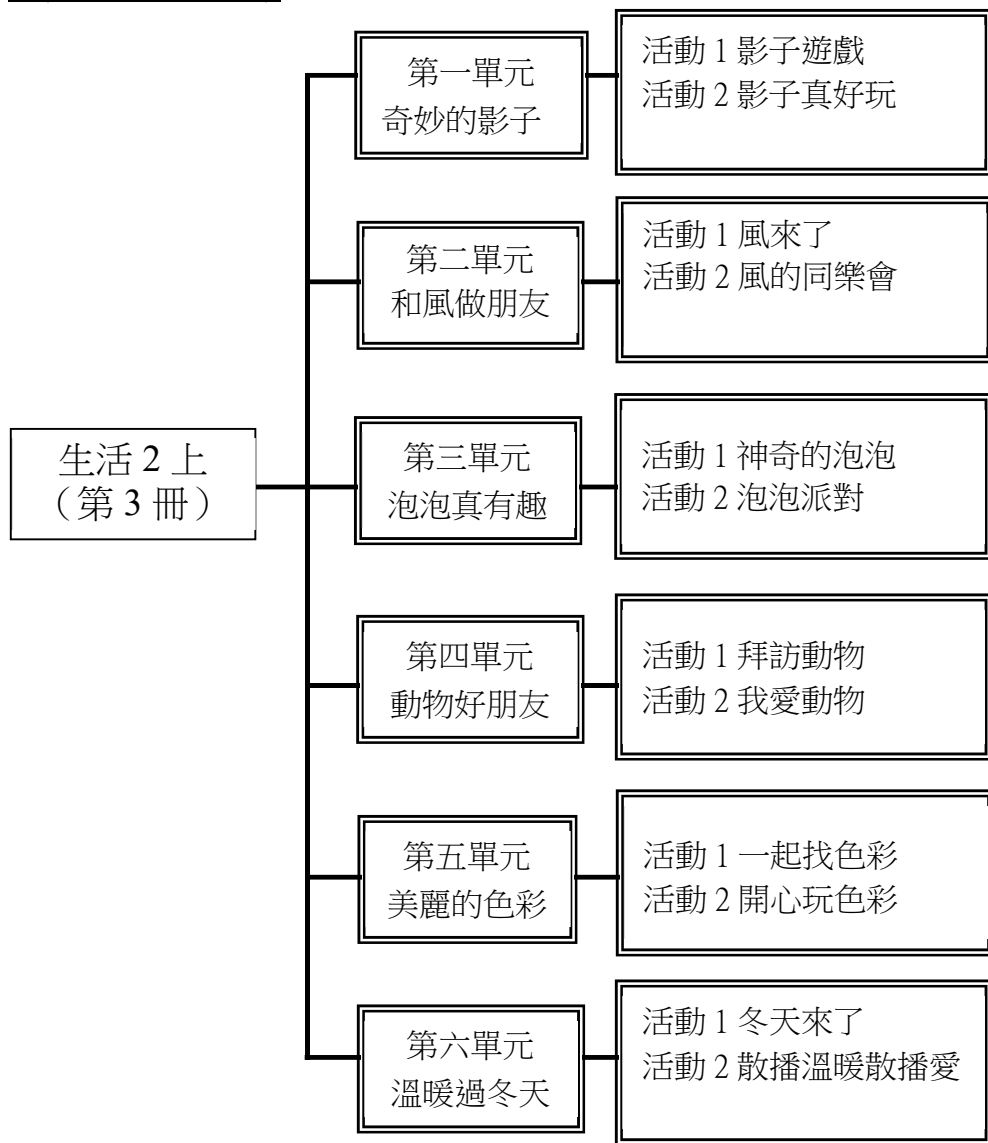 第一單元
奇妙的影子
活動 1 影子遊戲
活動 2 影子真好玩
第二單元
和風做朋友
活動 1 風來了
活動 2 風的同樂會
生活 2 上
（第 3 冊）
第三單元
泡泡真有趣
活動 1 神奇的泡泡
活動 2 泡泡派對
第四單元
動物好朋友
活動 1 拜訪動物
活動 2 我愛動物
第五單元
美麗的色彩
活動 1 一起找色彩
活動 2 開心玩色彩
第六單元
溫暖過冬天
活動 1 冬天來了
活動 2 散播溫暖散播愛